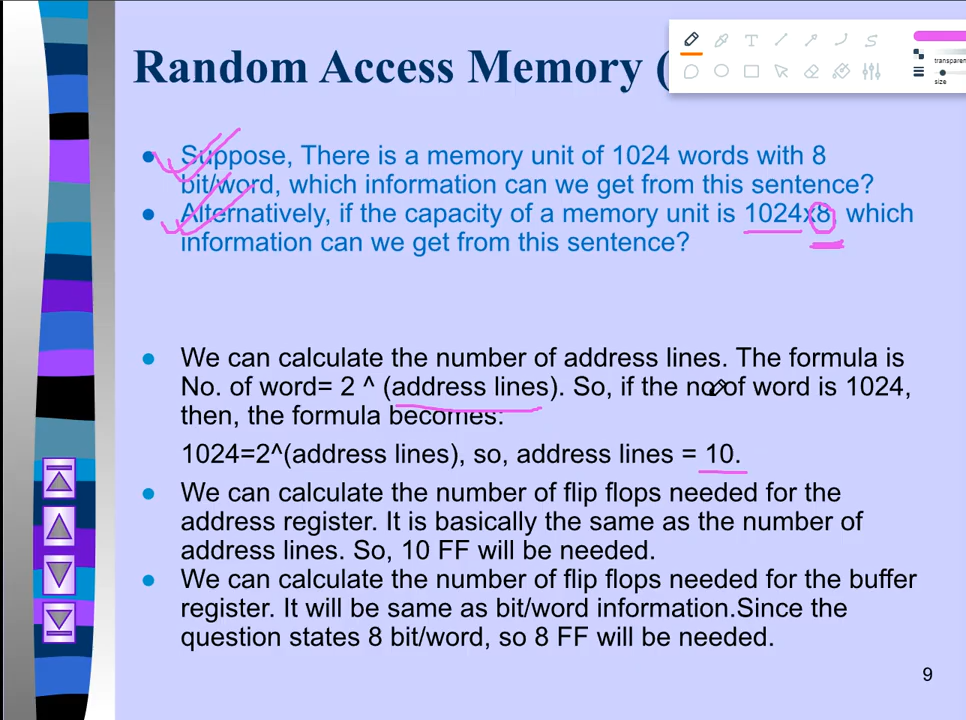 Random Access Memory (
transparen
size
● Suppose, There is a memory unit of 1024 words with 8
bit/word, which information can we get from this sentence?
● Alternatively, if the capacity of a memory unit is 1024x8, which
information can we get from this sentence?
● We can calculate the number of address lines. The formula is
No. of word= 2 ^ (address lines). So, if the no of word is 1024,
then, the formula becomes:
1024=2^(address lines), so, address lines = 10.
● We can calculate the number of flip flops needed for the
address register. It is basically the same as the number of
address lines. So, 10 FF will be needed.
● We can calculate the number of flip flops needed for the buffer
register. It will be same as bit/word information.Since the
question states 8 bit/word, so 8 FF will be needed.
9